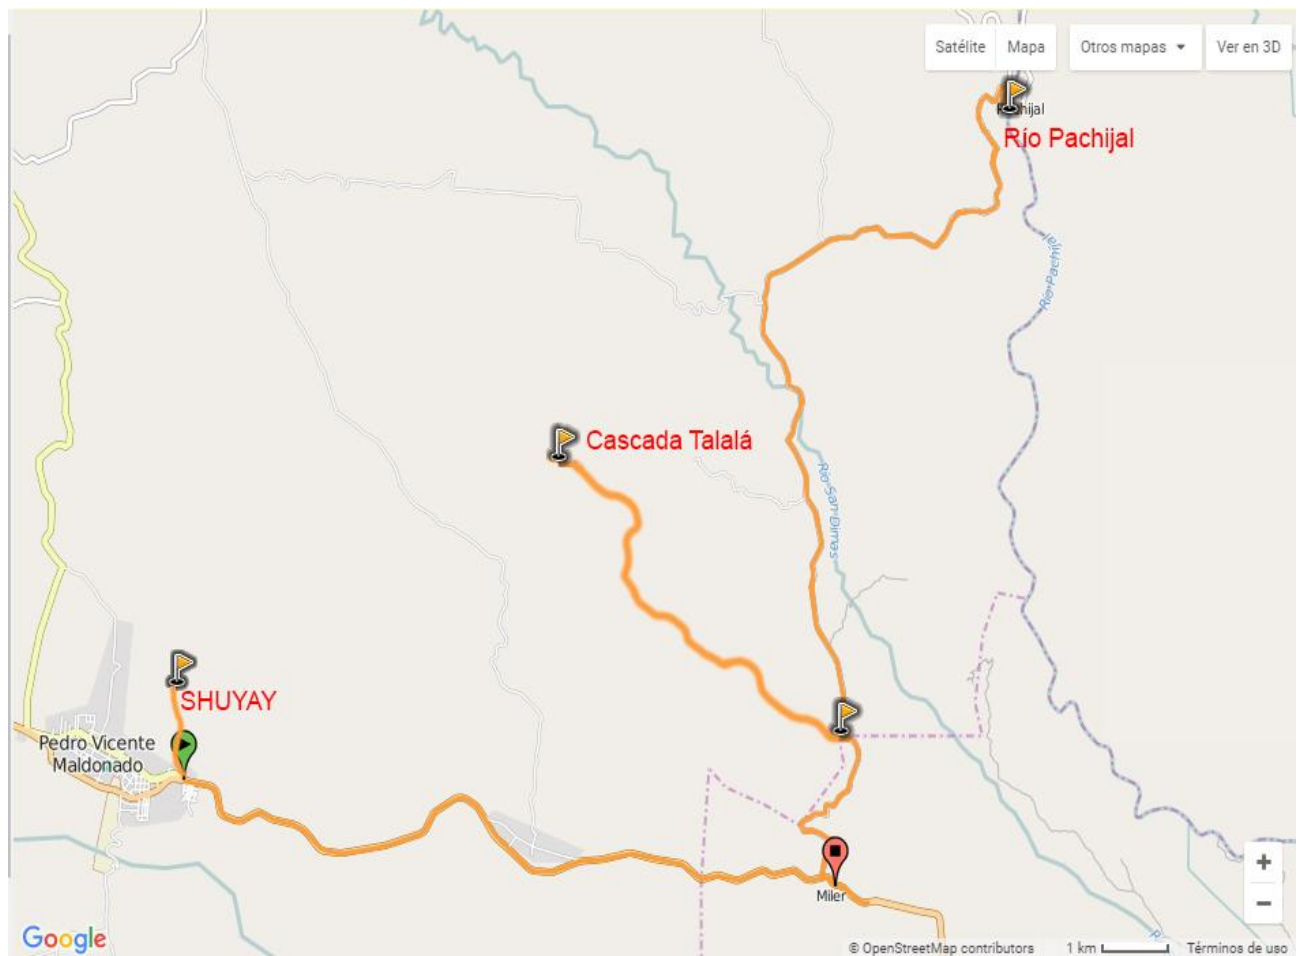 Satélite
Mapa
Otros mapas
Ver en 3D
Río Pachijal
Río Pachijal
Cascada Talalá
Río San Dimas
SHUYAY
Pedro Vicente
Maldonado
Miler
Google
© OpenStreetMap contributors
1 km
Términos de uso